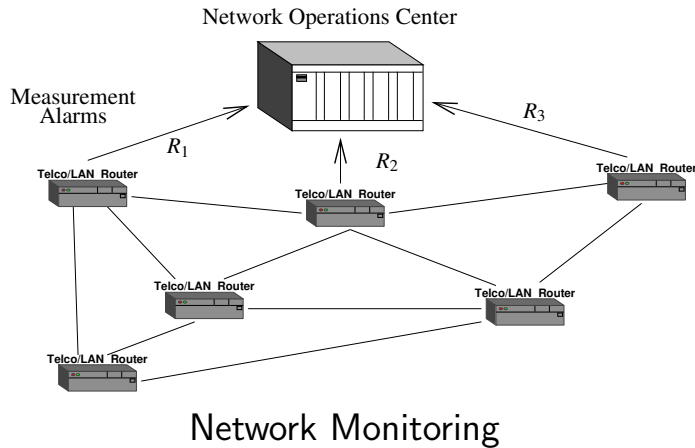 Network Operations Center
Measurement
Alarms
R1
R2
R3
Telco/LAN Router
Telco/LAN Router
Telco/LAN Router
Telco/LAN Router
Telco/LAN Router
Telco/LAN Router
Network Monitoring